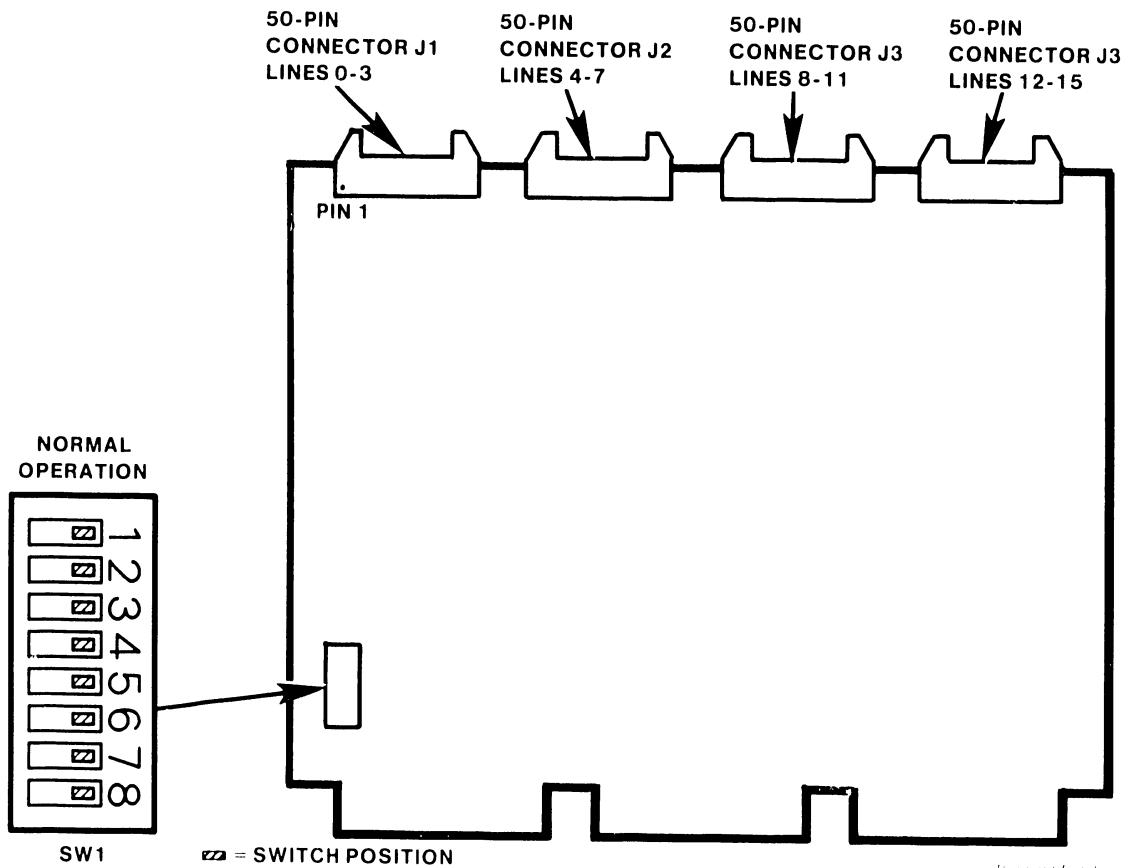 50-PIN
CONNECTOR J1
LINES 0-3
50-PIN
CONNECTOR J2
LINES 4-7
50-PIN
CONNECTOR J3
LINES 8-11
50-PIN
CONNECTOR J3
LINES 12-15
PIN 1
NORMAL
OPERATION
1
2
3
4
5
6
7
8
SW1
= SWITCH POSITION